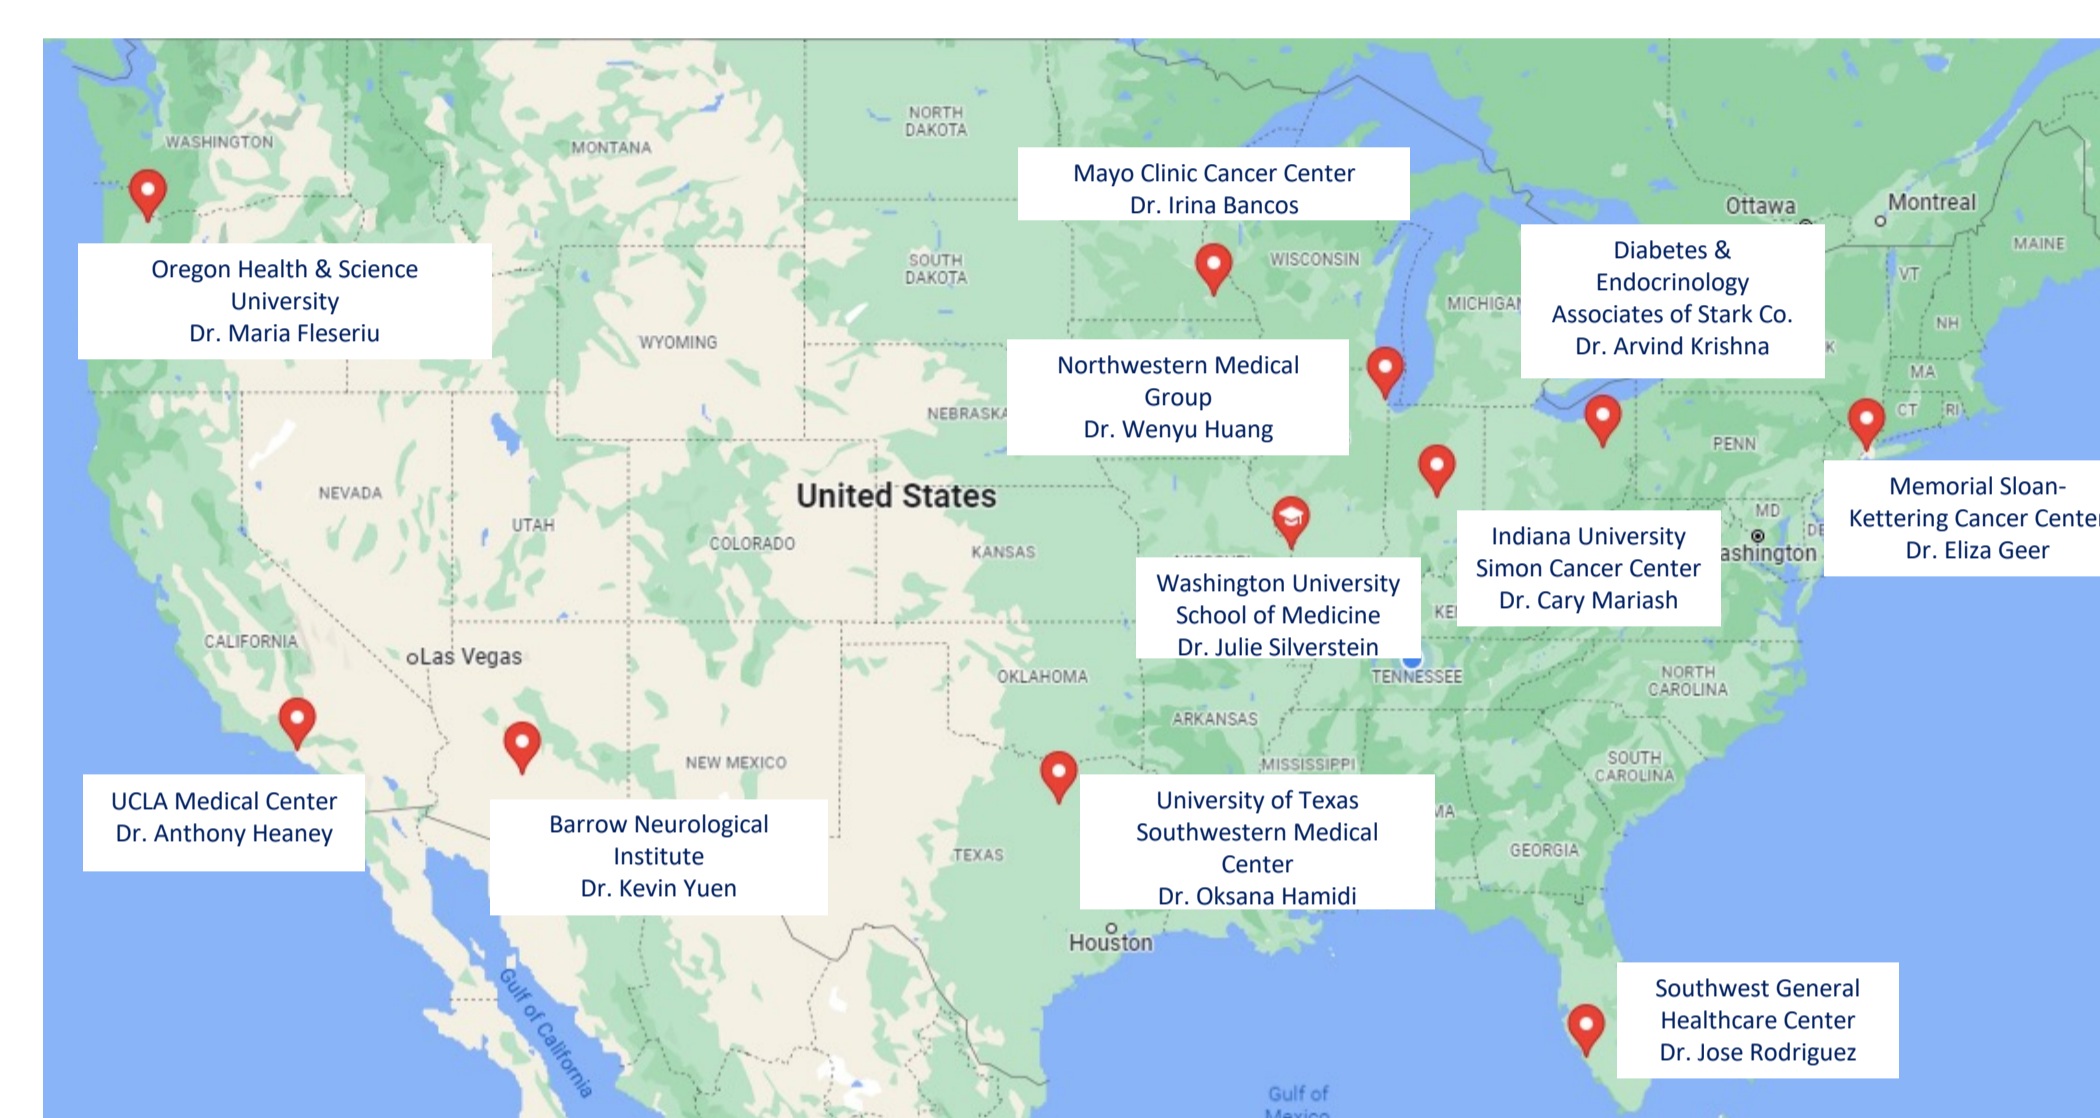 NORTH
DAKOTA
WASHINGTON
MONTANA
Mayo Clinic Cancer Center
Dr. Irina Bancos
Ottawa
Montreal
MAINE
Oregon Health & Science
University
Dr. Maria Fleseriu
SOUTH
DAKOTA
WISCONSIN
MICHIGAN
Diabetes &
Endocrinology
Associates of Stark Co.
Dr. Arvind Krishna
VT
NH
WYOMING
Northwestern Medical
Group
Dr. Wenyu Huang
K
MA
CT
RI
NEBRASKA
PENN
NEVADA
United States
UTAH
COLORADO
KANSAS
MD
DE
ashington
Memorial Sloan-
Kettering Cancer Center
Dr. Eliza Geer
Indiana University
Simon Cancer Center
Dr. Cary Mariash
Washington University
School of Medicine
Dr. Julie Silverstein
KE
CALIFORNIA
Las Vegas
OKLAHOMA
TENNESSEE
NORTH
CAROLINA
ARKANSAS
NEW MEXICO
MISSISSIPPI
SOUTH
CAROLINA
UCLA Medical Center
Dr. Anthony Heaney
Barrow Neurological
Institute
Dr. Kevin Yuen
University of Texas
Southwestern Medical
Center
Dr. Oksana Hamidi
MA
TEXAS
GEORGIA
Houston
Gulf of California
Southwest General
Healthcare Center
Dr. Jose Rodriguez
Gulf of
Mexico